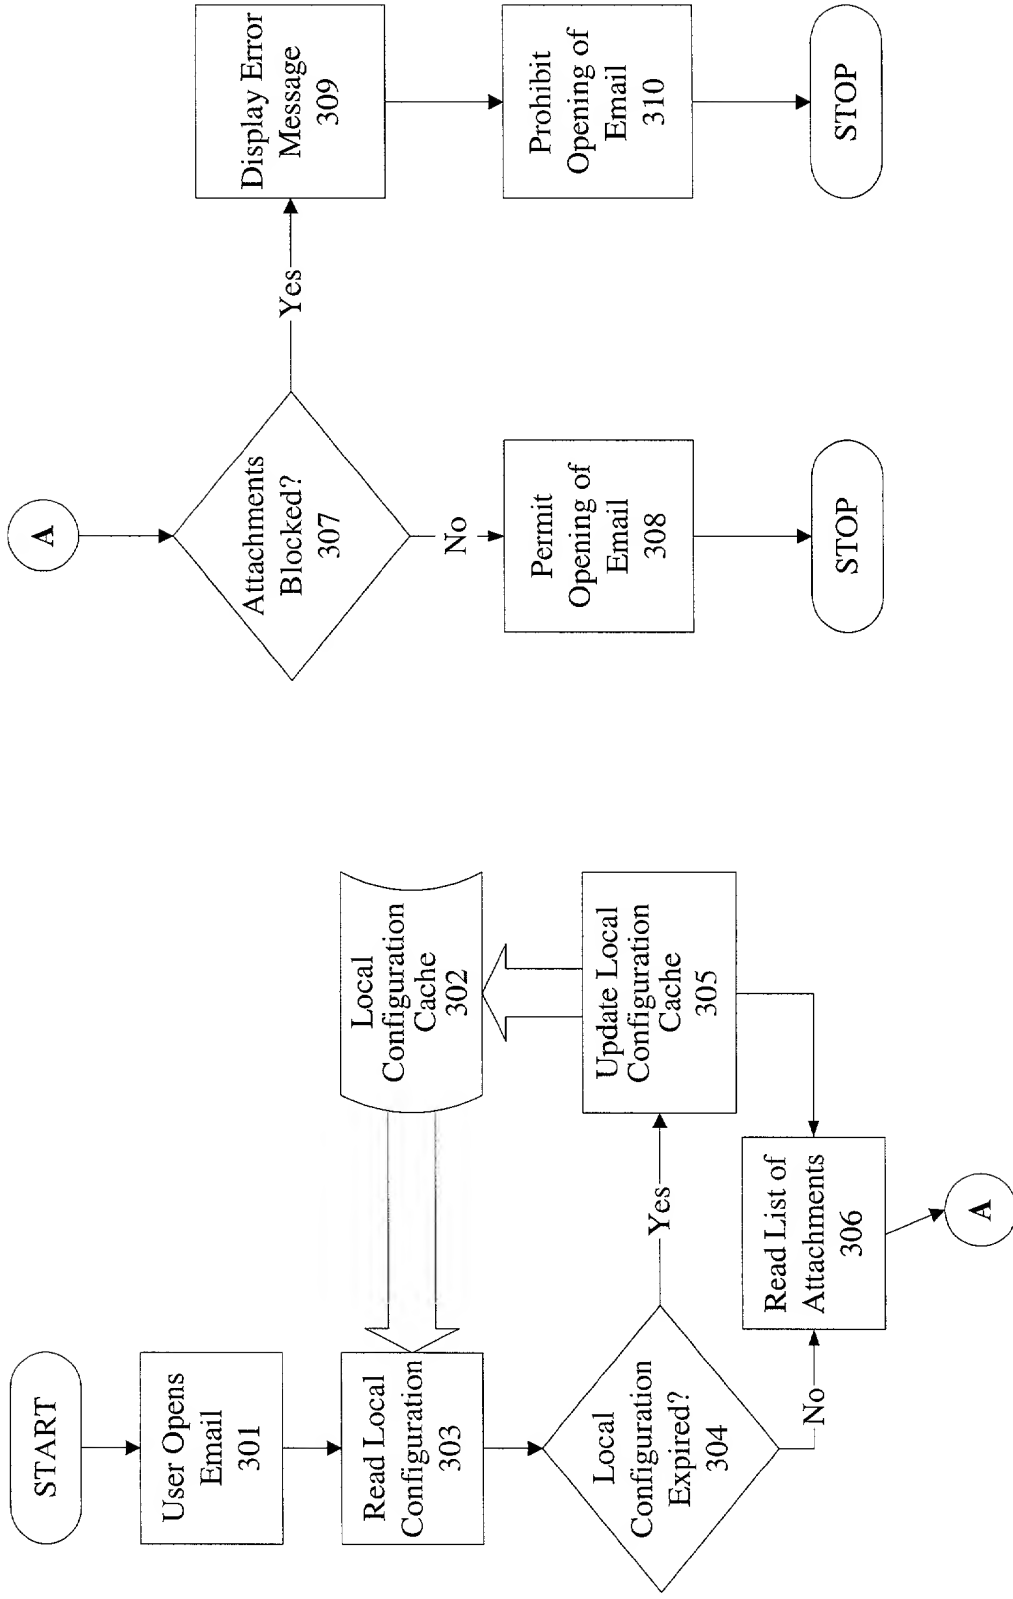 START
User Opens
Email
301
Read Local
Configuration
303
Local
Configuration
Cache
302
Local
Configuration
Expired?
304
Yes
Update Local
Configuration
Cache
305
No
Read List of
Attachments
306
A
A
Attachments
Blocked?
307
Yes
Display Error
Message
309
Prohibit
Opening of
Email
310
STOP
No
Permit
Opening of
Email
308
STOP